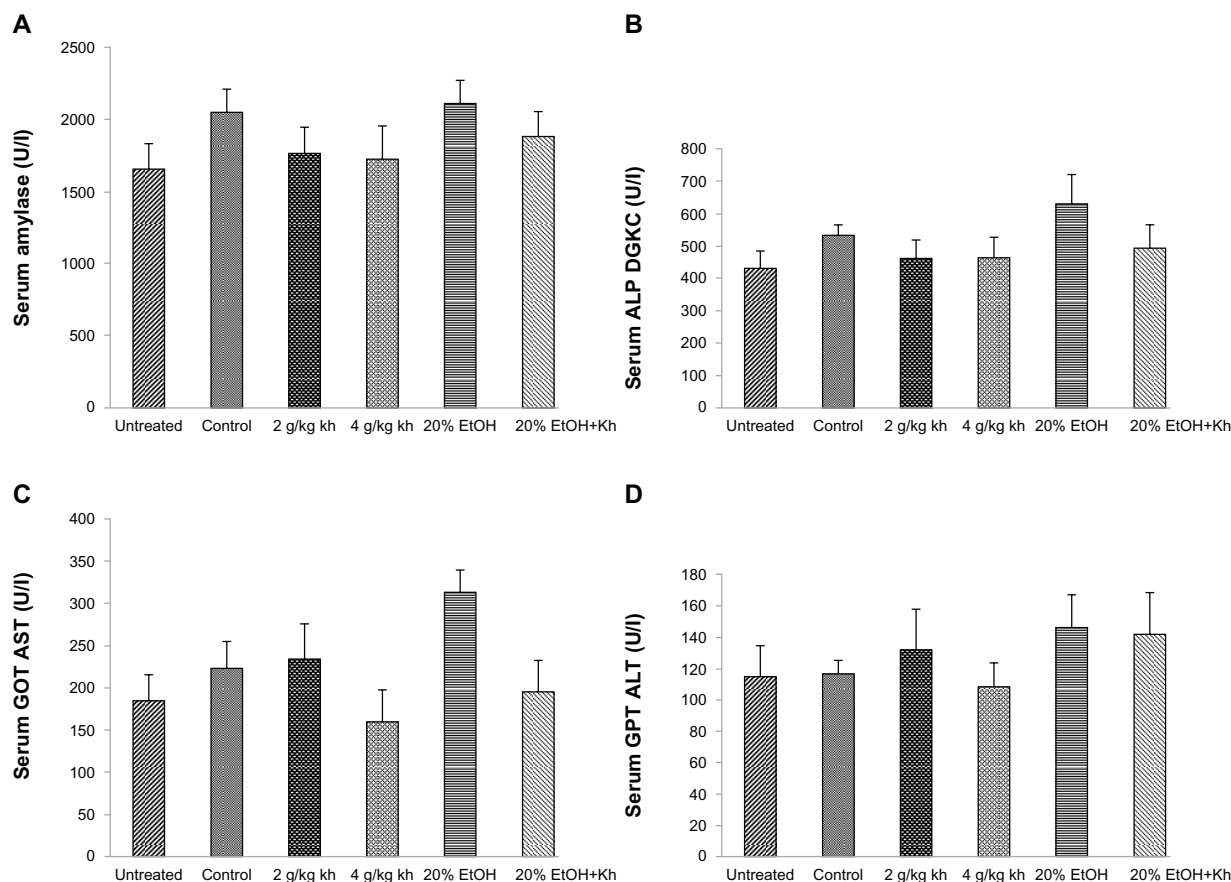 A
Serum amylase (U/I)
2500
2000
1500
1000
500
0
Untreated Control 2 g/kg kh 4 g/kg kh 20% EtOH 20% EtOH+Kh
B
Serum ALP DGKC (U/I)
800
700
600
500
400
300
200
100
0
Untreated Control 2 g/kg kh 4 g/kg kh 20% EtOH 20% EtOH+Kh
C
Serum GOT AST (U/I)
400
350
300
250
200
150
100
50
0
Untreated Control 2 g/kg kh 4 g/kg kh 20% EtOH 20% EtOH+Kh
D
Serum GPT ALT (U/I)
180
160
140
120
100
80
60
40
20
0
Untreated Control 2 g/kg kh 4 g/kg kh 20% EtOH 20% EtOH+Kh